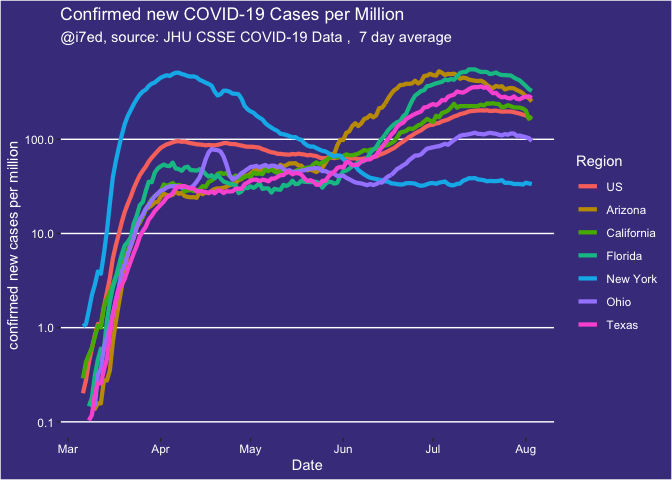 Confirmed new COVID-19 Cases per Million
@i7ed, source: JHU CSSE COVID-19 Data , 7 day average
confirmed new cases per million
100.0
10.0
1.0
0.1
Mar Apr May Jun Jul Aug
Date
Region
US
Arizona
California
Florida
New York
Ohio
Texas